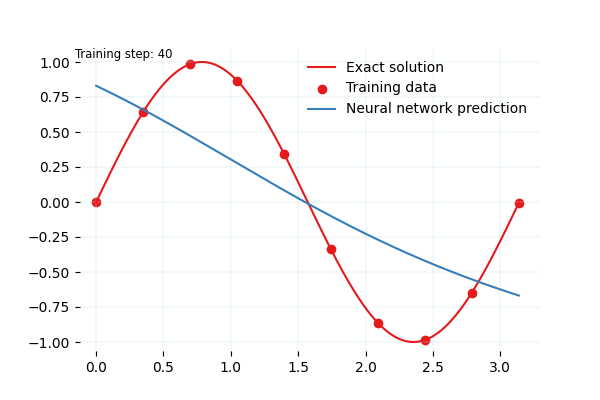 Training step: 40
Exact solution
Training data
Neural network prediction
1.00
0.75
0.50
0.25
0.00
−0.25
−0.50
−0.75
−1.00
0.0 0.5 1.0 1.5 2.0 2.5 3.0